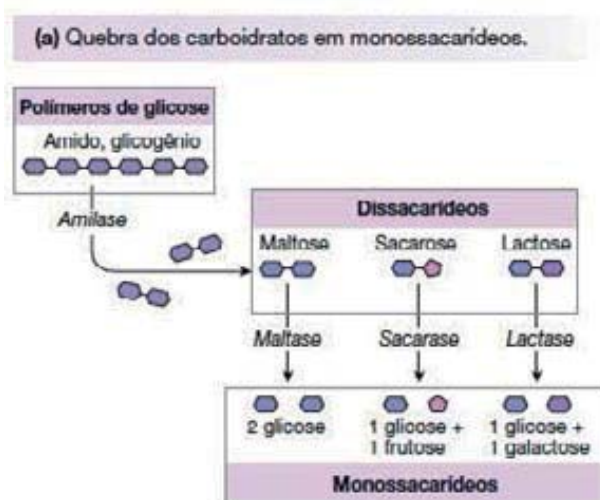 (a) Quebra dos carboidratos em monossacarídeos.
Polímeros de glicose
Amido, glicogênio
Amilase
Dissacarídeos
Maltose Sacarose Lactose
Maltase Sacarase Lactase
2 glicose 1 glicose + 1 glicose +
1 frutose 1 galactose
Monossacarídeos